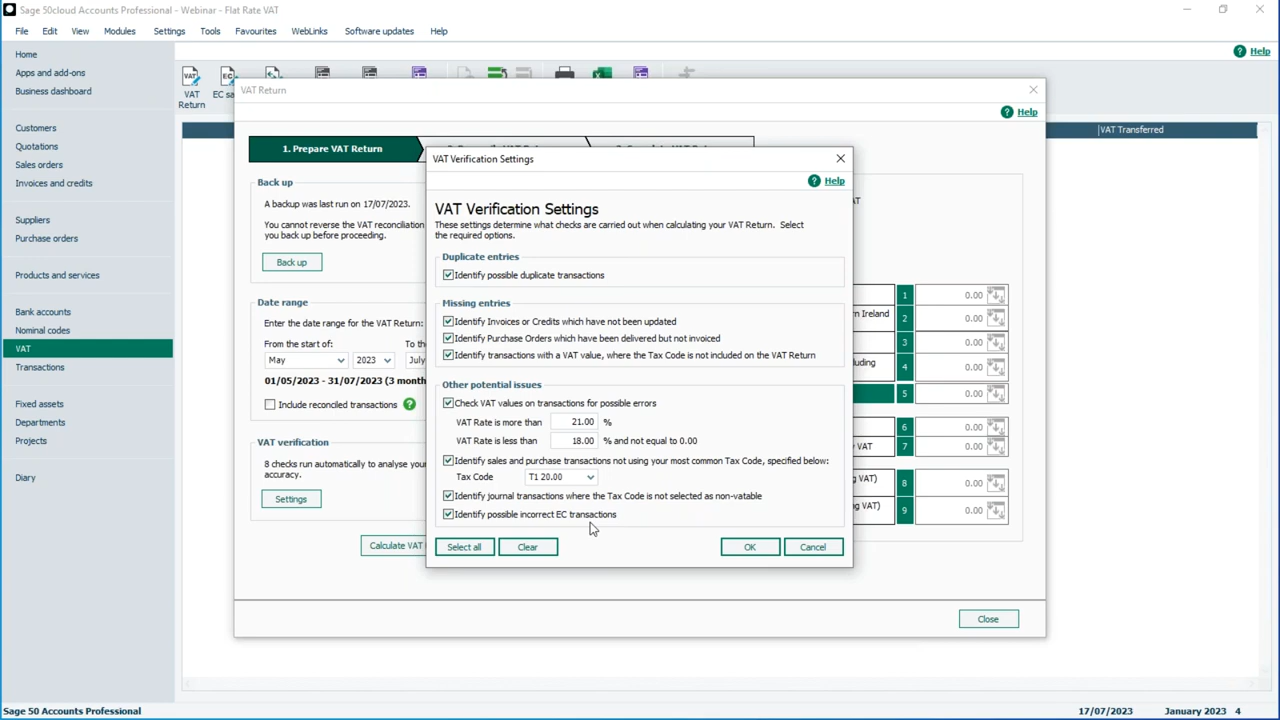 Sage 50cloud Accounts Professional - Webinar - Flat Rate VAT
File Edit View Modules Settings Tools Favourites WebLinks Software updates Help
Help
Home
Apps and add-ons
Business dashboard
Customers
Quotations
Sales orders
Invoices and credits
Suppliers
Purchase orders
Products and services
Bank accounts
Nominal codes
VAT
Transactions
Fixed assets
Departments
Projects
Diary
VAT
Return
EC
VAT Transferred
VAT Return
Help
1. Prepare VAT Return
Back up
A backup was last run on 17/07/2023.
You cannot reverse the VAT reconciliation
you back up before proceeding.
Back up
Date range
Enter the date range for the VAT Return:
From the start of: To the
May 2023 July
01/05/2023 - 31/07/2023 (3 month
Include reconciled transactions
VAT verification
8 checks run automatically to analyse your
accuracy.
Settings
Calculate VAT
1 0.00
n Ireland 2 0.00
3 0.00
4 0.00
5 0.00
6 0.00
VAT 7 0.00
VAT) 8 0.00
VAT) 9 0.00
Close
VAT Verification Settings
Help
VAT Verification Settings
These settings determine what checks are carried out when calculating your VAT Return. Select
the required options.
Duplicate entries
Identify possible duplicate transactions
Missing entries
Identify Invoices or Credits which have not been updated
Identify Purchase Orders which have been delivered but not invoiced
Identify transactions with a VAT value, where the Tax Code is not included on the VAT Return
Other potential issues
Check VAT values on transactions for possible errors
VAT Rate is more than 21.00 %
VAT Rate is less than 18.00 % and not equal to 0.00
Identify sales and purchase transactions not using your most common Tax Code, specified below:
Tax Code T1 20.00
Identify journal transactions where the Tax Code is not selected as non-vatable
Identify possible incorrect EC transactions
Select all Clear OK Cancel
Sage 50 Accounts Professional 17/07/2023 January 2023 4